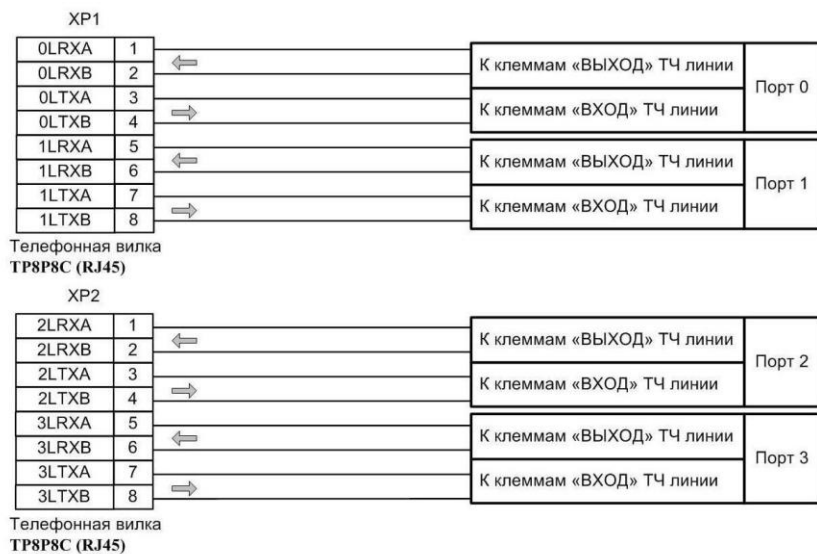 XP1
0LRXA 1
0LRXB 2
0LTXA 3
0LTXB 4
1LRXA 5
1LRXB 6
1LTXA 7
1LTXB 8
К клеммам «ВЫХОД» ТЧ линии
К клеммам «ВХОД» ТЧ линии
Порт 0
К клеммам «ВЫХОД» ТЧ линии
К клеммам «ВХОД» ТЧ линии
Порт 1
Телефонная вилка
TP8P8C (RJ45)
XP2
2LRXA 1
2LRXB 2
2LTXA 3
2LTXB 4
3LRXA 5
3LRXB 6
3LTXA 7
3LTXB 8
К клеммам «ВЫХОД» ТЧ линии
К клеммам «ВХОД» ТЧ линии
Порт 2
К клеммам «ВЫХОД» ТЧ линии
К клеммам «ВХОД» ТЧ линии
Порт 3
Телефонная вилка
TP8P8C (RJ45)